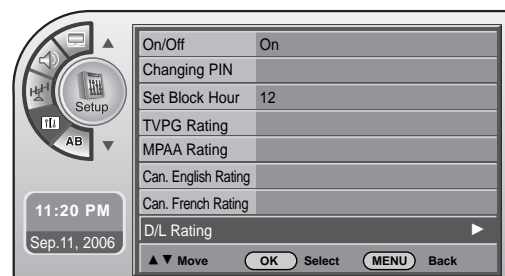 On/Off On
Changing PIN
Set Block Hour 12
TVPG Rating
MPAA Rating
Can. English Rating
Can. French Rating
D/L Rating ►
Setup
AB
11:20 PM
Sep.11, 2006
▲▼ Move OK Select MENU Back